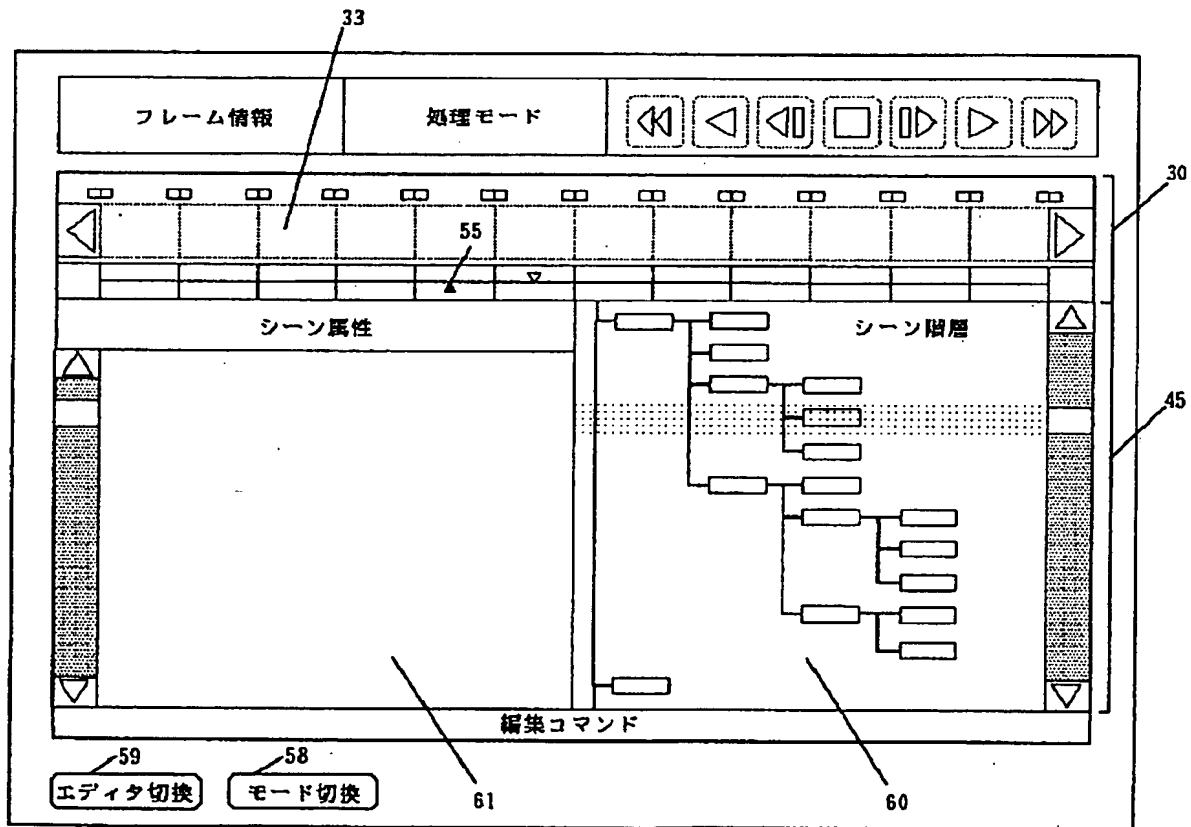 33
フレーム情報
処理モード
30
55
シーン属性
シーン階層
45
編集コマンド
59
58
エディタ切換
モード切換
61
60